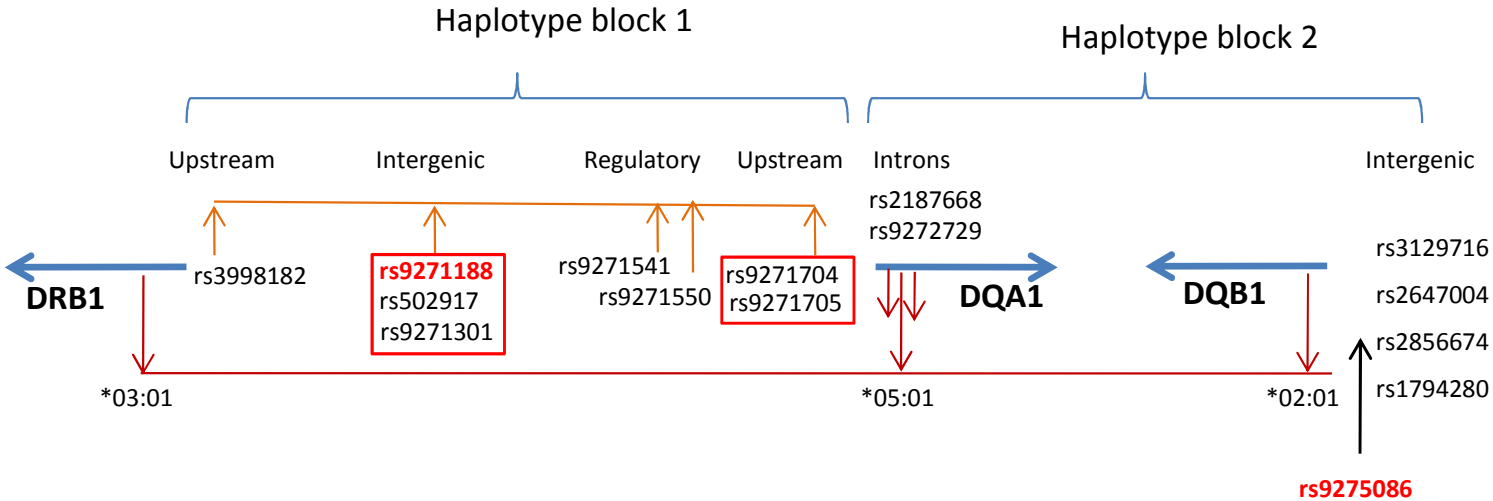 Haplotype block 1
Haplotype block 2
Upstream
Intergenic
Regulatory
Upstream
Introns
Intergenic
rs2187668
rs9272729
rs3998182
rs9271188
rs502917
rs9271301
rs9271541
rs9271550
rs9271704
rs9271705
rs3129716
rs2647004
rs2856674
rs1794280
DRB1
DQA1
DQB1
*03:01
*05:01
*02:01
rs9275086